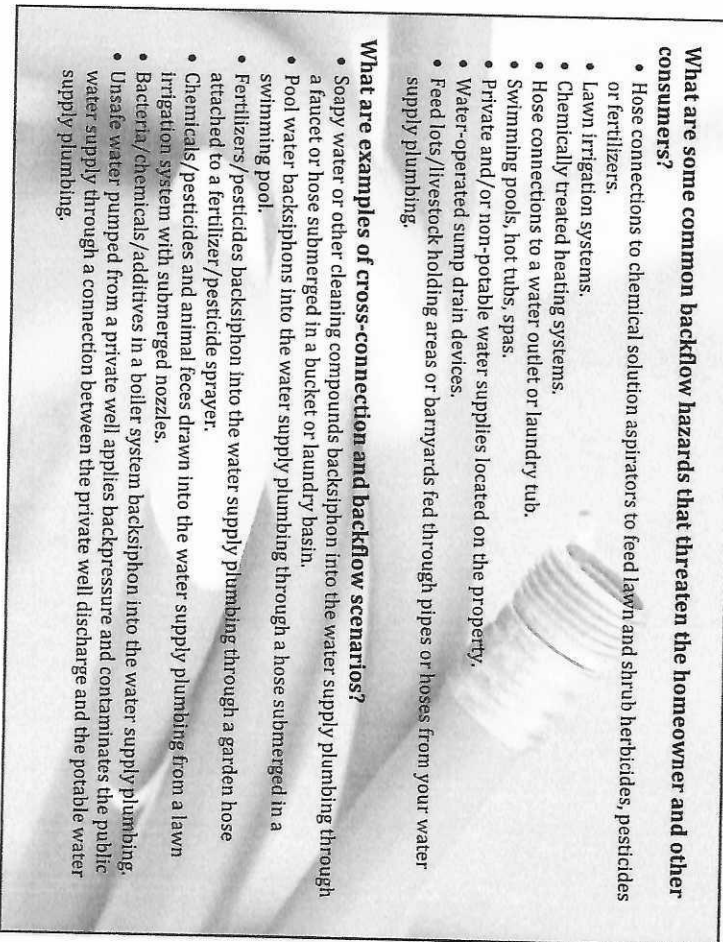 What are some common backflow hazards that threaten the homeowner and other
consumers?
• Hose connections to chemical solution aspirators to feed lawn and shrub herbicides, pesticides
or fertilizers.
• Lawn irrigation systems.
• Chemically treated heating systems.
• Hose connections to a water outlet or laundry tub.
• Swimming pools, hot tubs, spas.
• Private and/or non-potable water supplies located on the property.
• Water-operated sump drain devices.
• Feed lots/livestock holding areas or barnyards fed through pipes or hoses from your water
supply plumbing.
What are examples of cross-connection and backflow scenarios?
• Soapy water or other cleaning compounds backsiphon into the water supply plumbing through
a faucet or hose submerged in a bucket or laundry basin.
• Pool water backsiphons into the water supply plumbing through a hose submerged in a
swimming pool.
• Fertilizers/pesticides backsiphon into the water supply plumbing through a garden hose
attached to a fertilizer/pesticide sprayer.
• Chemicals/pesticides and animal feces drawn into the water supply plumbing from a lawn
irrigation system with submerged nozzles.
• Bacteria/chemicals/additives in a boiler system backsiphon into the water supply plumbing.
• Unsafe water pumped from a private well applies backpressure and contaminates the public
water supply through a connection between the private well discharge and the potable water
supply plumbing.